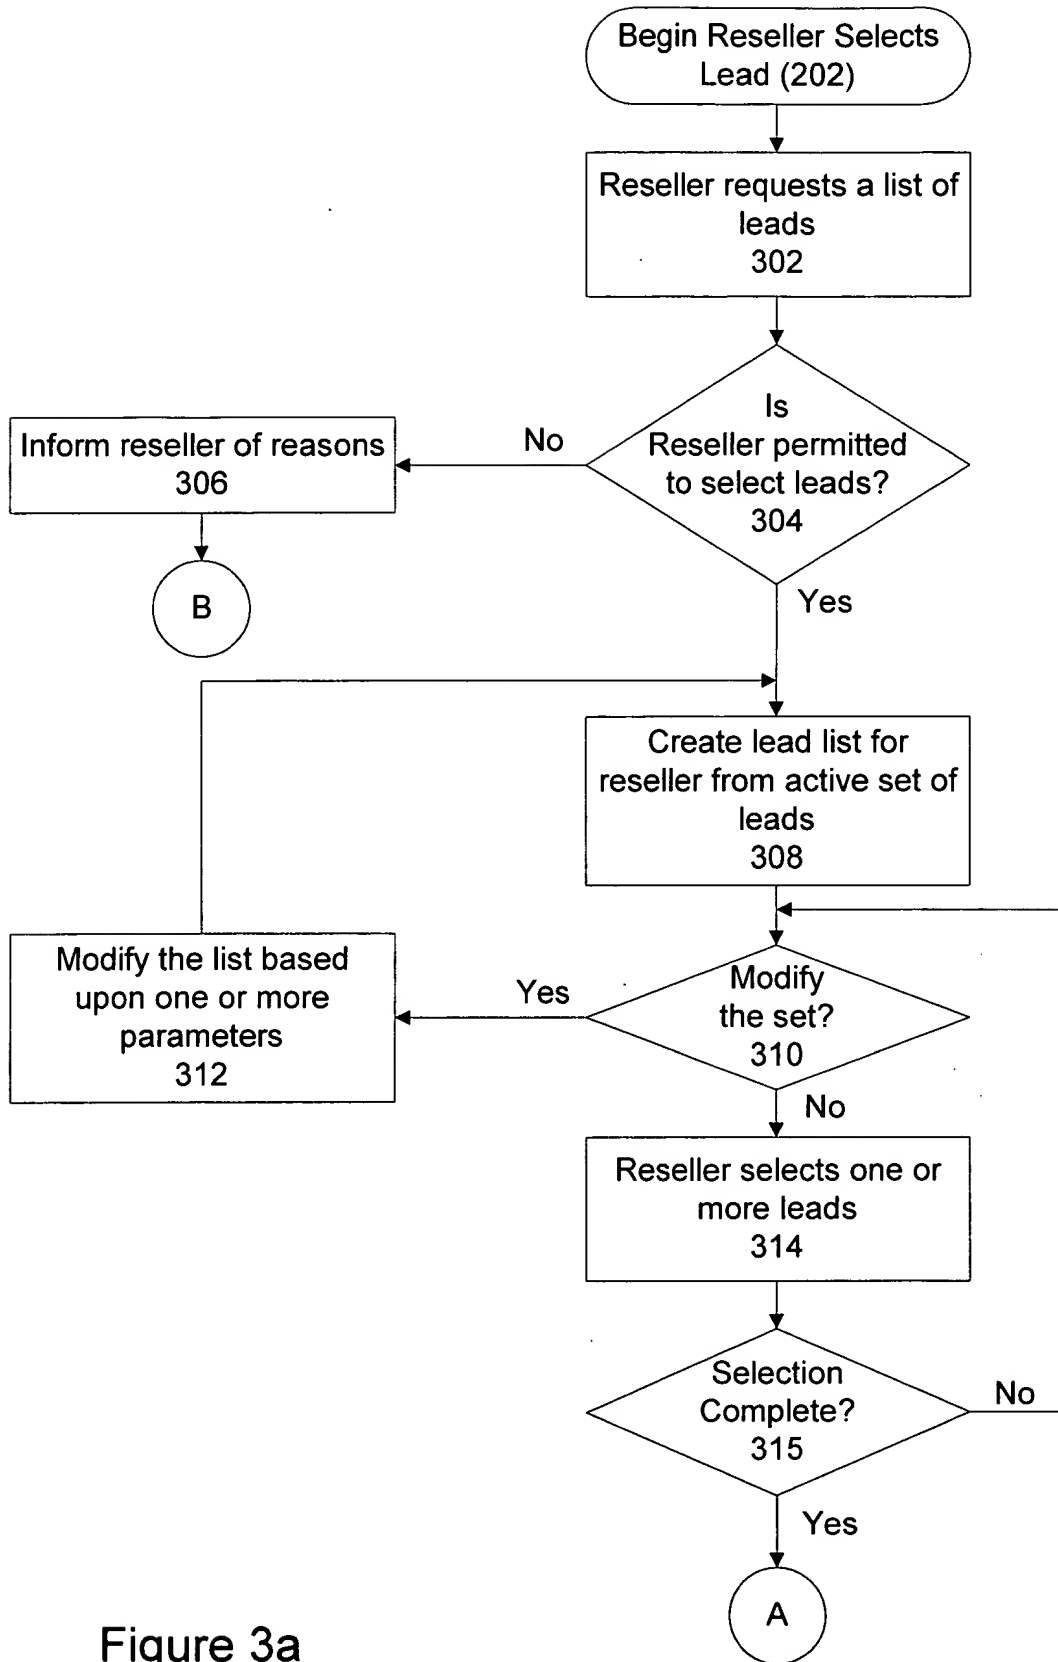 Begin Reseller Selects
Lead (202)
Reseller requests a list of
leads
302
Is
Reseller permitted
to select leads?
304
No
Inform reseller of reasons
306
B
Yes
Create lead list for
reseller from active set of
leads
308
Modify
the set?
310
Yes
Modify the list based
upon one or more
parameters
312
No
Reseller selects one or
more leads
314
Selection
Complete?
315
No
Yes
A
Figure 3a